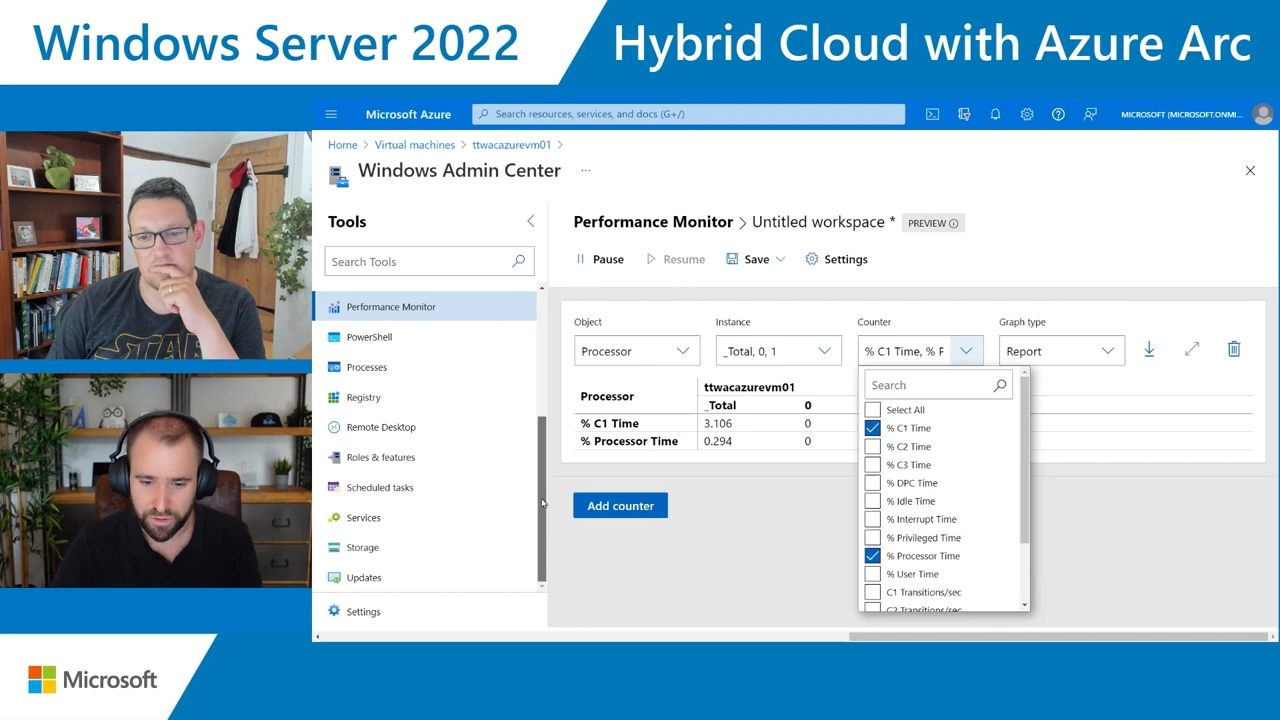 Windows Server 2022
Hybrid Cloud with Azure Arc
Microsoft Azure
Search resources, services, and docs (G+/)
MICROSOFT (MICROSOFT.ONMI...
Home > Virtual machines > ttwacazurevm01 >
Windows Admin Center ...
Tools
Search Tools
Performance Monitor
PowerShell
Processes
Registry
Remote Desktop
Roles & features
Scheduled tasks
Services
Storage
Updates
Settings
Performance Monitor > Untitled workspace * PREVIEW
Pause Resume Save Settings
Object Instance Counter Graph type
Processor _Total, 0, 1 % C1 Time, % P Report
Processor ttwacazurevm01
_Total 0
% C1 Time 3.106 0
% Processor Time 0.294 0
Add counter
Search
Select All
% C1 Time
% C2 Time
% C3 Time
% DPC Time
% Idle Time
% Interrupt Time
% Privileged Time
% Processor Time
% User Time
C1 Transitions/sec
C2 Transitions/sec
STAR
Microsoft